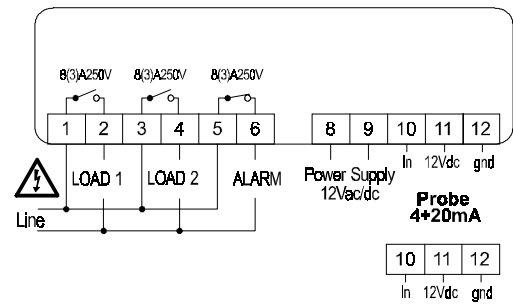 8(3)A250V 8(3)A250V 8(3)A250V
1 2 3 4 5 6 8 9 10 11 12
In 12Vdc gnd
LOAD 1 LOAD 2 ALARM Power Supply
12Vac/dc
Probe
4÷20mA
Line
10 11 12
In 12Vdc gnd